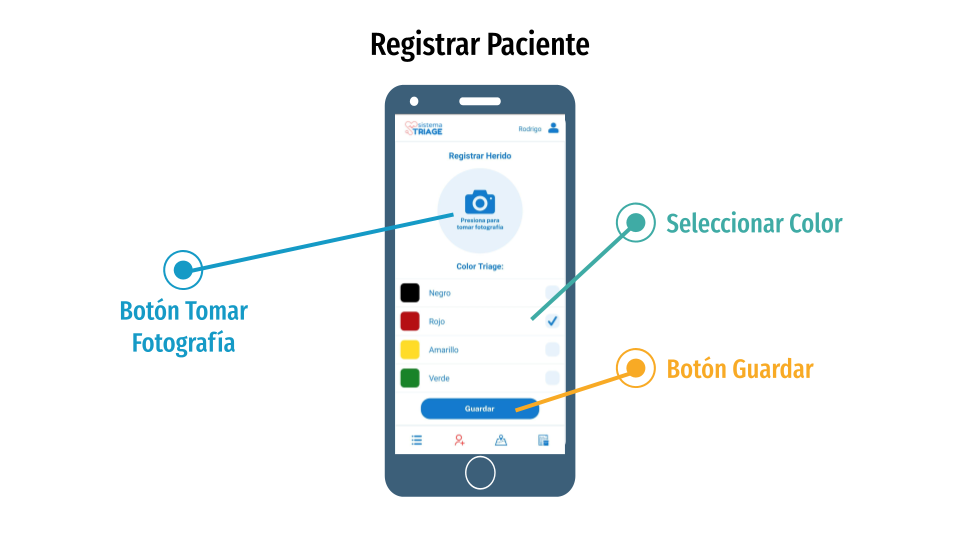 Registrar Paciente
sistema
TRIAGE
Rodrigo
Registrar Herido
Presiona para
tomar fotografía
Seleccionar Color
Color Triage:
Botón Tomar
Fotografía
Negro
Rojo
Amarillo
Verde
Botón Guardar
Guardar